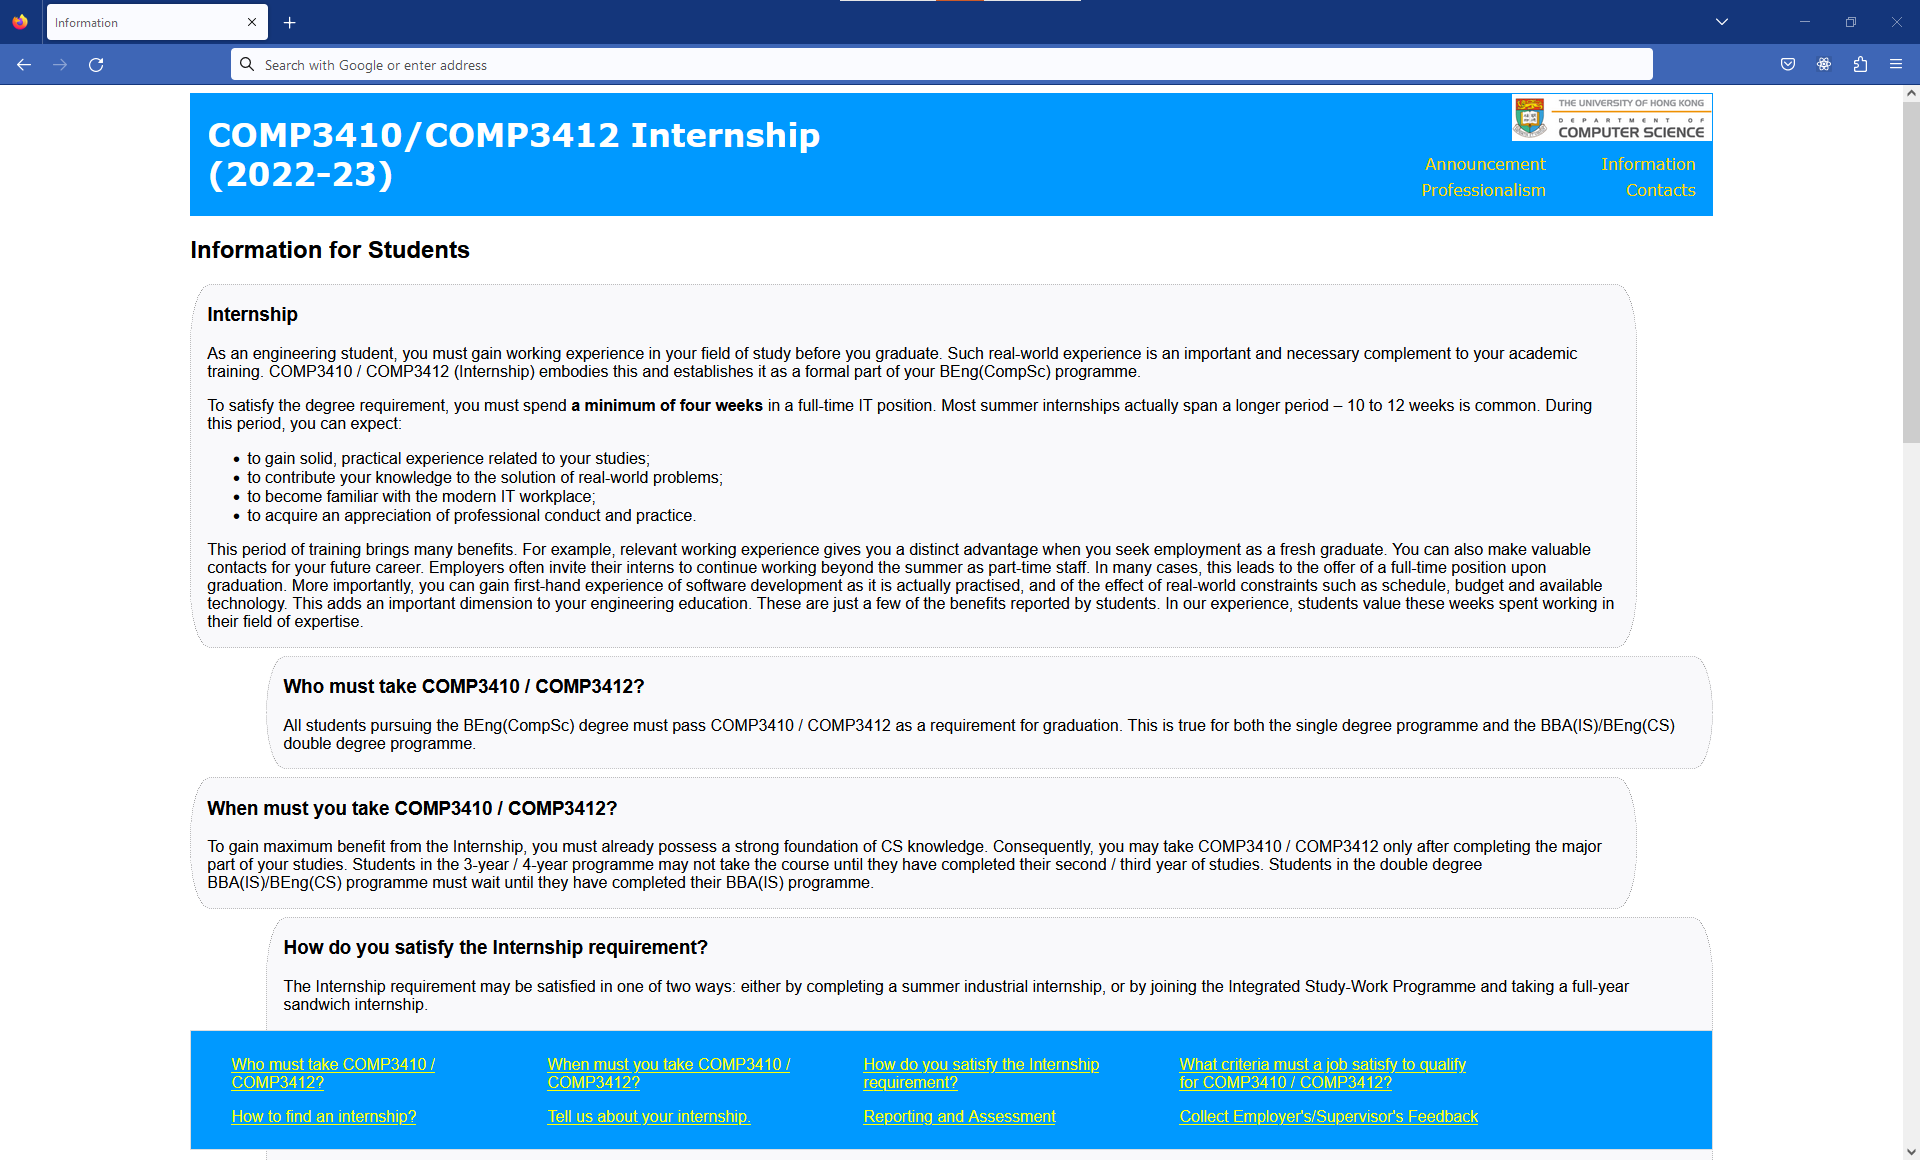 Information
Search with Google or enter address
COMP3410/COMP3412 Internship
(2022-23)
THE UNIVERSITY OF HONG KONG
DEPARTMENT OF
COMPUTER SCIENCE
Announcement Information
Professionalism Contacts
Information for Students
Internship
As an engineering student, you must gain working experience in your field of study before you graduate. Such real-world experience is an important and necessary complement to your academic
training. COMP3410 / COMP3412 (Internship) embodies this and establishes it as a formal part of your BEng(CompSc) programme.
To satisfy the degree requirement, you must spend a minimum of four weeks in a full-time IT position. Most summer internships actually span a longer period – 10 to 12 weeks is common. During
this period, you can expect:
• to gain solid, practical experience related to your studies;
• to contribute your knowledge to the solution of real-world problems;
• to become familiar with the modern IT workplace;
• to acquire an appreciation of professional conduct and practice.
This period of training brings many benefits. For example, relevant working experience gives you a distinct advantage when you seek employment as a fresh graduate. You can also make valuable
contacts for your future career. Employers often invite their interns to continue working beyond the summer as part-time staff. In many cases, this leads to the offer of a full-time position upon
graduation. More importantly, you can gain first-hand experience of software development as it is actually practised, and of the effect of real-world constraints such as schedule, budget and available
technology. This adds an important dimension to your engineering education. These are just a few of the benefits reported by students. In our experience, students value these weeks spent working in
their field of expertise.
Who must take COMP3410 / COMP3412?
All students pursuing the BEng(CompSc) degree must pass COMP3410 / COMP3412 as a requirement for graduation. This is true for both the single degree programme and the BBA(IS)/BEng(CS)
double degree programme.
When must you take COMP3410 / COMP3412?
To gain maximum benefit from the Internship, you must already possess a strong foundation of CS knowledge. Consequently, you may take COMP3410 / COMP3412 only after completing the major
part of your studies. Students in the 3-year / 4-year programme may not take the course until they have completed their second / third year of studies. Students in the double degree
BBA(IS)/BEng(CS) programme must wait until they have completed their BBA(IS) programme.
How do you satisfy the Internship requirement?
The Internship requirement may be satisfied in one of two ways: either by completing a summer industrial internship, or by joining the Integrated Study-Work Programme and taking a full-year
sandwich internship.
Who must take COMP3410 /
COMP3412?
When must you take COMP3410 /
COMP3412?
How do you satisfy the Internship
requirement?
What criteria must a job satisfy to qualify
for COMP3410 / COMP3412?
How to find an internship?
Tell us about your internship.
Reporting and Assessment
Collect Employer's/Supervisor's Feedback